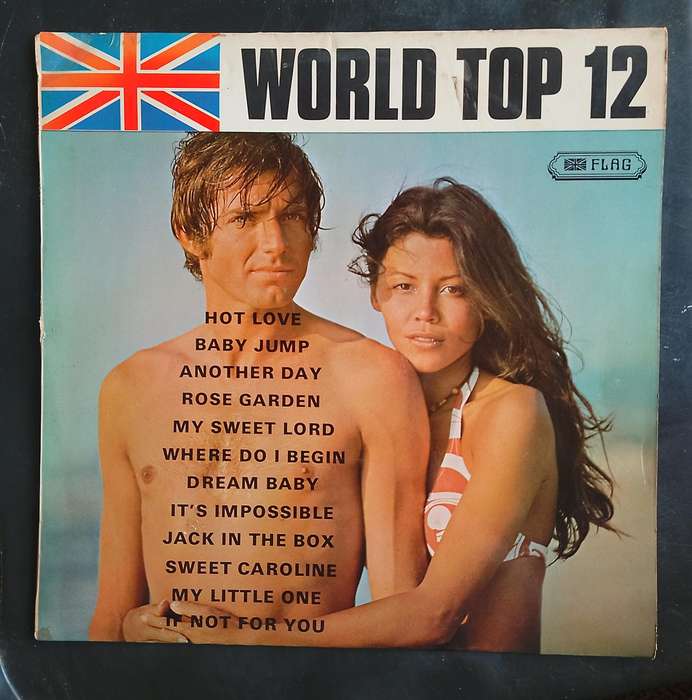 WORLD TOP 12
FLAG
HOT LOVE
BABY JUMP
ANOTHER DAY
ROSE GARDEN
MY SWEET LORD
WHERE DO I BEGIN
DREAM BABY
IT'S IMPOSSIBLE
JACK IN THE BOX
SWEET CAROLINE
MY LITTLE ONE
IF NOT FOR YOU